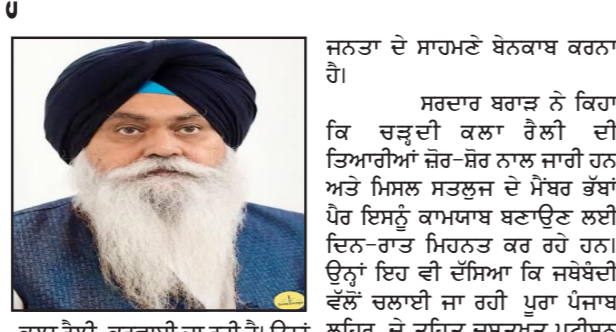 ਜਨਤਾ ਦੇ ਸਾਹਮਣੇ ਬੇਨਕਾਬ ਕਰਨਾ
ਹੈ।
ਸਰਦਾਰ ਬਰਾੜ ਨੇ ਕਿਹਾ
ਕਿ ਚੜ੍ਹਦੀ ਕਲਾ ਰੈਲੀ ਦੀ
ਤਿਆਰੀਆਂ ਜ਼ੋਰ-ਸ਼ੋਰ ਨਾਲ ਜਾਰੀ ਹਨ
ਅਤੇ ਮਿਸਲ ਸਤਲੁਜ ਦੇ ਮੈਂਬਰ ਭੱਬਾਂ
ਪੈਰ ਇਸਨੂੰ ਕਾਮਯਾਬ ਬਣਾਉਣ ਲਈ
ਦਿਨ-ਰਾਤ ਮਿਹਨਤ ਕਰ ਰਹੇ ਹਨ।
ਉਨ੍ਹਾਂ ਇਹ ਵੀ ਦੱਸਿਆ ਕਿ ਜਥੇਬੰਦੀ
ਵੱਲੋਂ ਚਲਾਈ ਜਾ ਰਹੀ ਪੂਰਾ ਪੰਜਾਬ